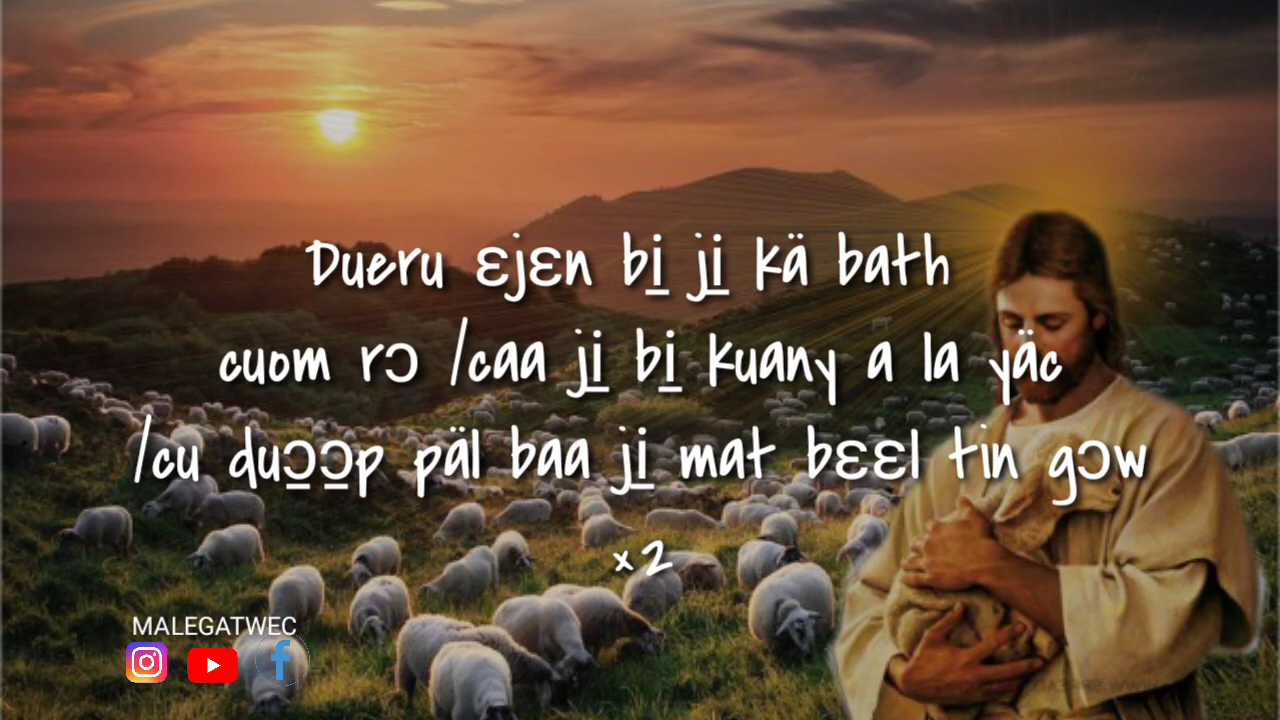 Dueru ɛjɛn bi̱ ji̱ kä bath
cuom rɔ /caa ji̱ bi̱ kuany a la yäc
/cu duɔ̱ɔ̱p päl baa ji̱ mat bɛɛl tin gɔw
x2
MALEGATWEC